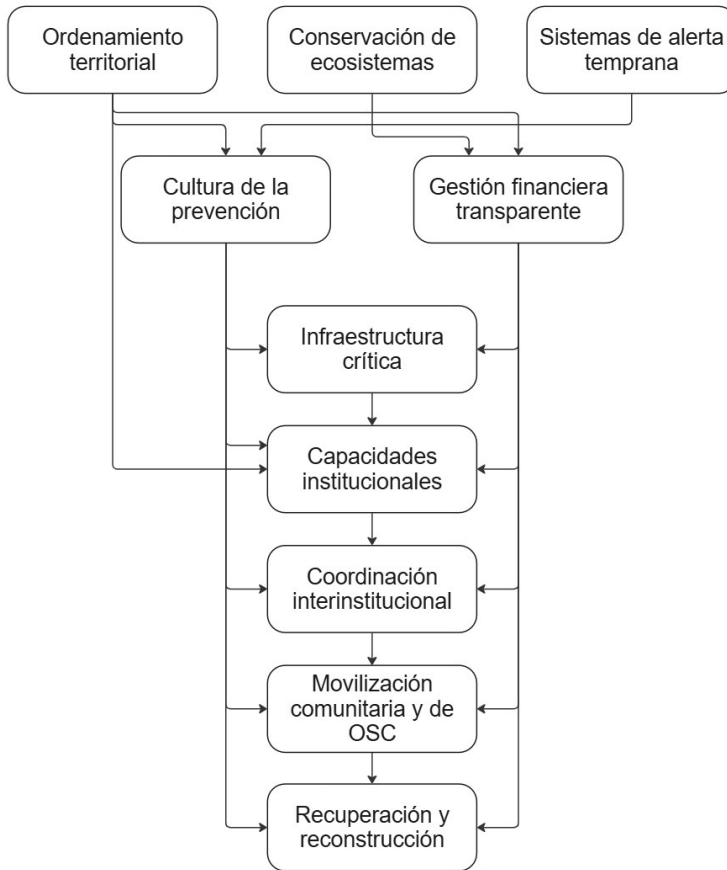 Ordenamiento
territorial
Conservación de
ecosistemas
Sistemas de alerta
temprana
Cultura de la
prevención
Gestión financiera
transparente
Infraestructura
crítica
Capacidades
institucionales
Coordinación
interinstitucional
Movilización
comunitaria y de
OSC
Recuperación y
reconstrucción